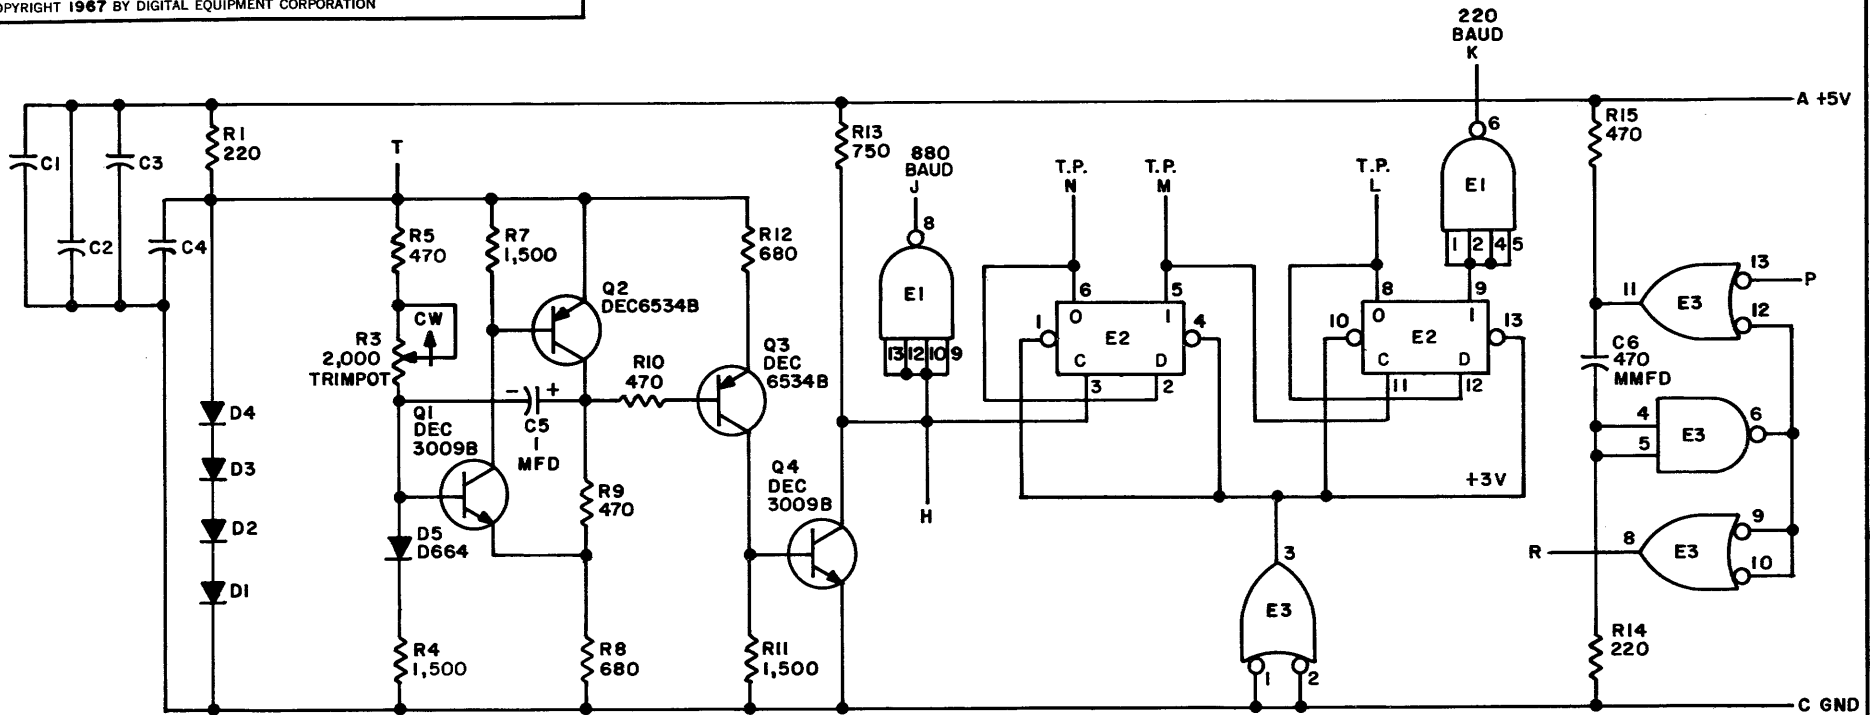 COPYRIGHT 1967 BY DIGITAL EQUIPMENT CORPORATION
220
BAUD
K
A +5V
C1
C2
C3
C4
R1
220
T
R5
470
R7
1,500
R12
680
R13
750
880
BAUD
J
8
E1
13
12
10
9
T.P.
N
T.P.
M
T.P.
L
6
E1
1
2
4
5
R15
470
CW
R3
2,000
TRIMPOT
Q2
DEC6534B
R10
470
Q3
DEC
6534B
- +
C5
1
MFD
Q1
DEC
3009B
6
5
1
0
1
4
E2
C
D
3
2
8
9
10
0
1
13
E2
C
D
11
12
13
P
11
E3
12
C6
470
MMFD
4
5
E3
6
D4
D3
D2
D1
R9
470
Q4
DEC
3009B
H
+3V
D5
D664
R4
1,500
R8
680
R11
1,500
3
E3
1
2
R
8
E3
9
10
R14
220
C GND